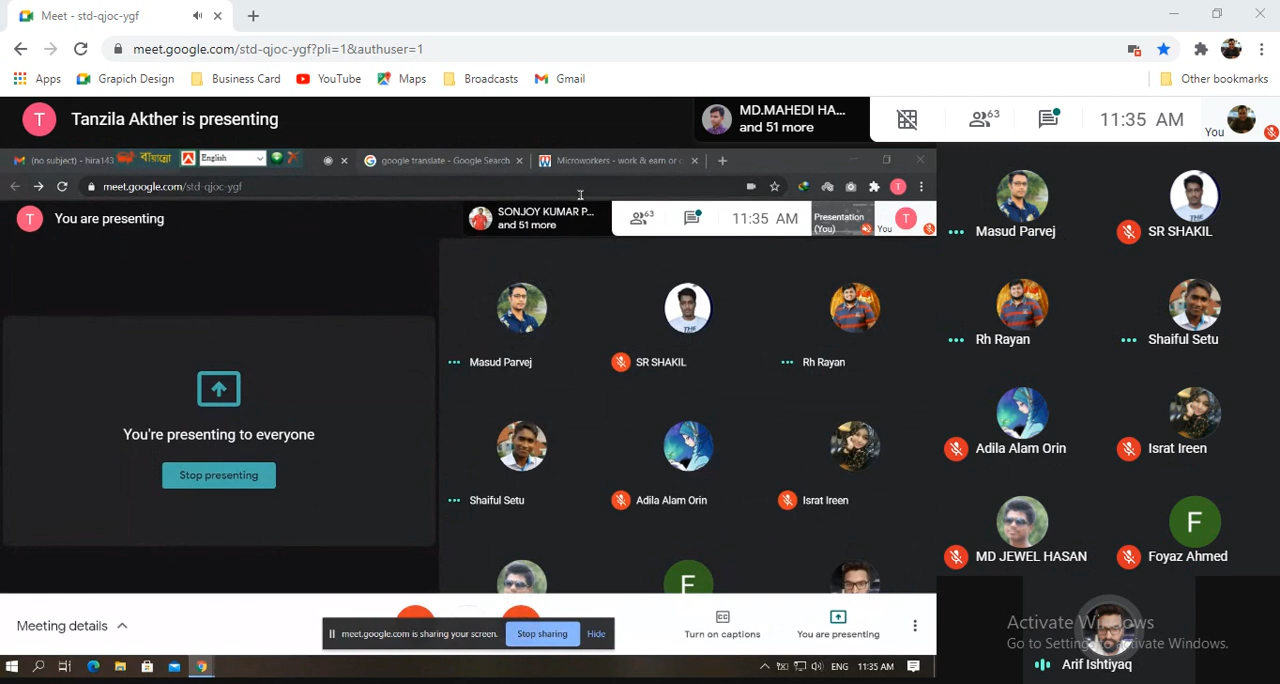 Meet - std-qjoc-ygf
meet.google.com/std-qjoc-ygf?pli=1&authuser=1
Apps
Grapich Design
Business Card
YouTube
Maps
Broadcasts
Gmail
Other bookmarks
T
Tanzila Akther is presenting
MD.MAHEDI HA...
and 51 more
63
11:35 AM
You
(no subject) - hira143
বায়ান্নো
English
google translate - Google Search
Microworkers - work & earn or
meet.google.com/std-qjoc-ygf
T
T
You are presenting
SONJOY KUMAR P...
and 51 more
63
11:35 AM
Presentation
(You)
You
T
Masud Parvej
SR SHAKIL
Rh Rayan
You're presenting to everyone
Stop presenting
Shaiful Setu
Adila Alam Orin
Israt Ireen
F
Masud Parvej
SR SHAKIL
Rh Rayan
Shaiful Setu
Adila Alam Orin
Israt Ireen
F
MD JEWEL HASAN
Foyaz Ahmed
Meeting details
meet.google.com is sharing your screen.
Stop sharing
Hide
CC
Turn on captions
You are presenting
ENG
11:35 AM
Activate Windows
Go to Settings to Activate Windows.
Arif Ishtiyaq